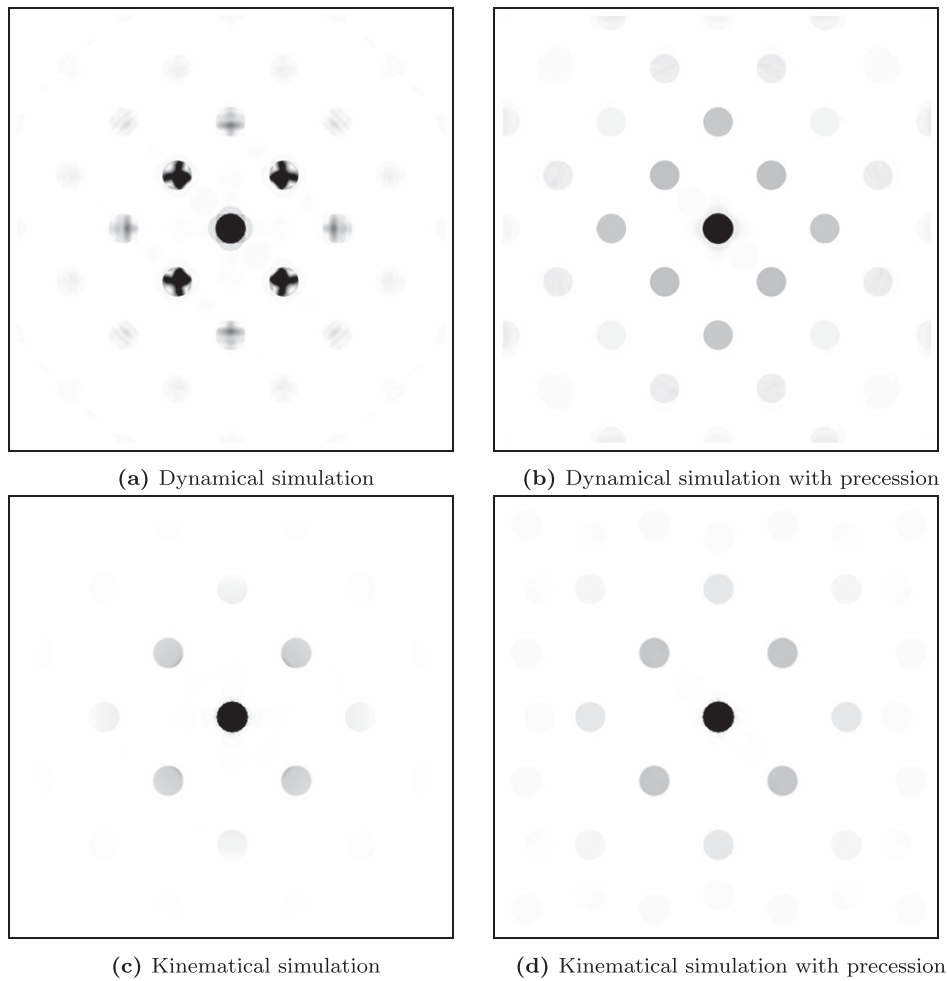 (a) Dynamical simulation
(b) Dynamical simulation with precession
(c) Kinematical simulation
(d) Kinematical simulation with precession